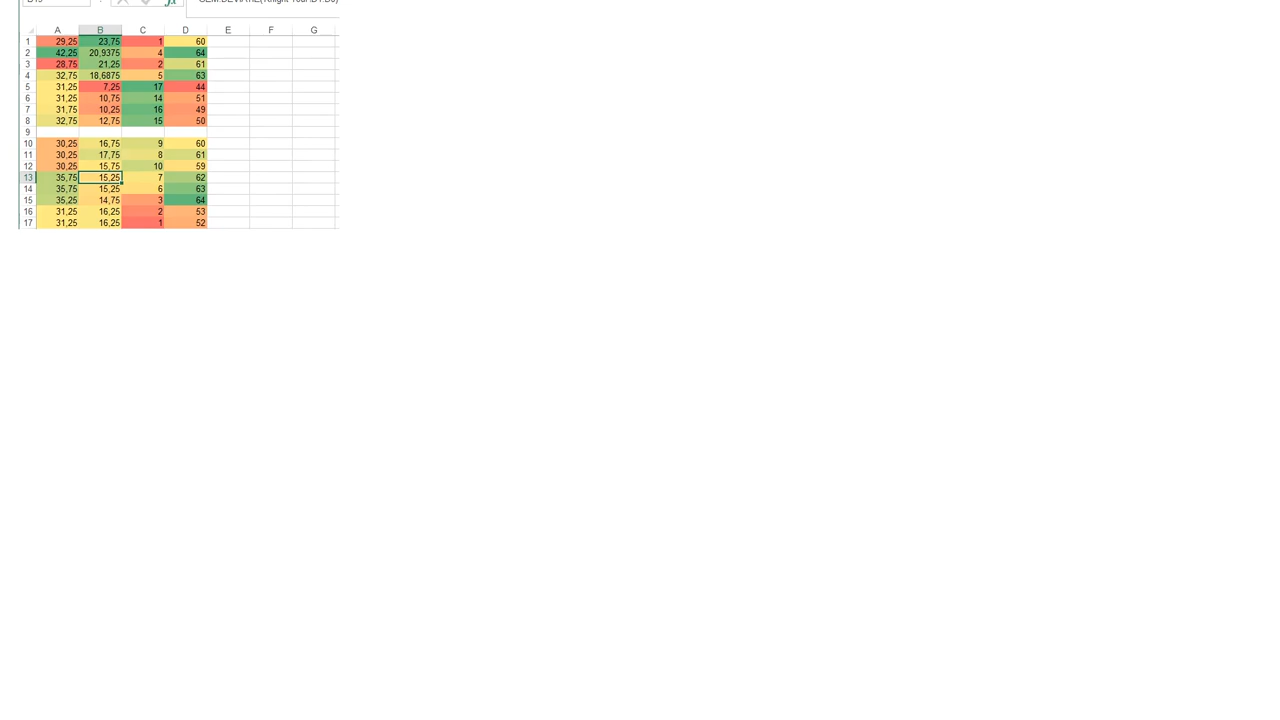 A B C D E F G
1 29,25 23,75 1 60
2 42,25 20,9375 4 64
3 28,75 21,25 2 61
4 32,75 18,6875 5 63
5 31,25 7,25 17 44
6 31,25 10,75 14 51
7 31,75 10,25 16 49
8 32,75 12,75 15 50
9
10 30,25 16,75 9 60
11 30,25 17,75 8 61
12 30,25 15,75 10 59
13 35,75 15,25 7 62
14 35,75 15,25 6 63
15 35,25 14,75 3 64
16 31,25 16,25 2 53
17 31,25 16,25 1 52